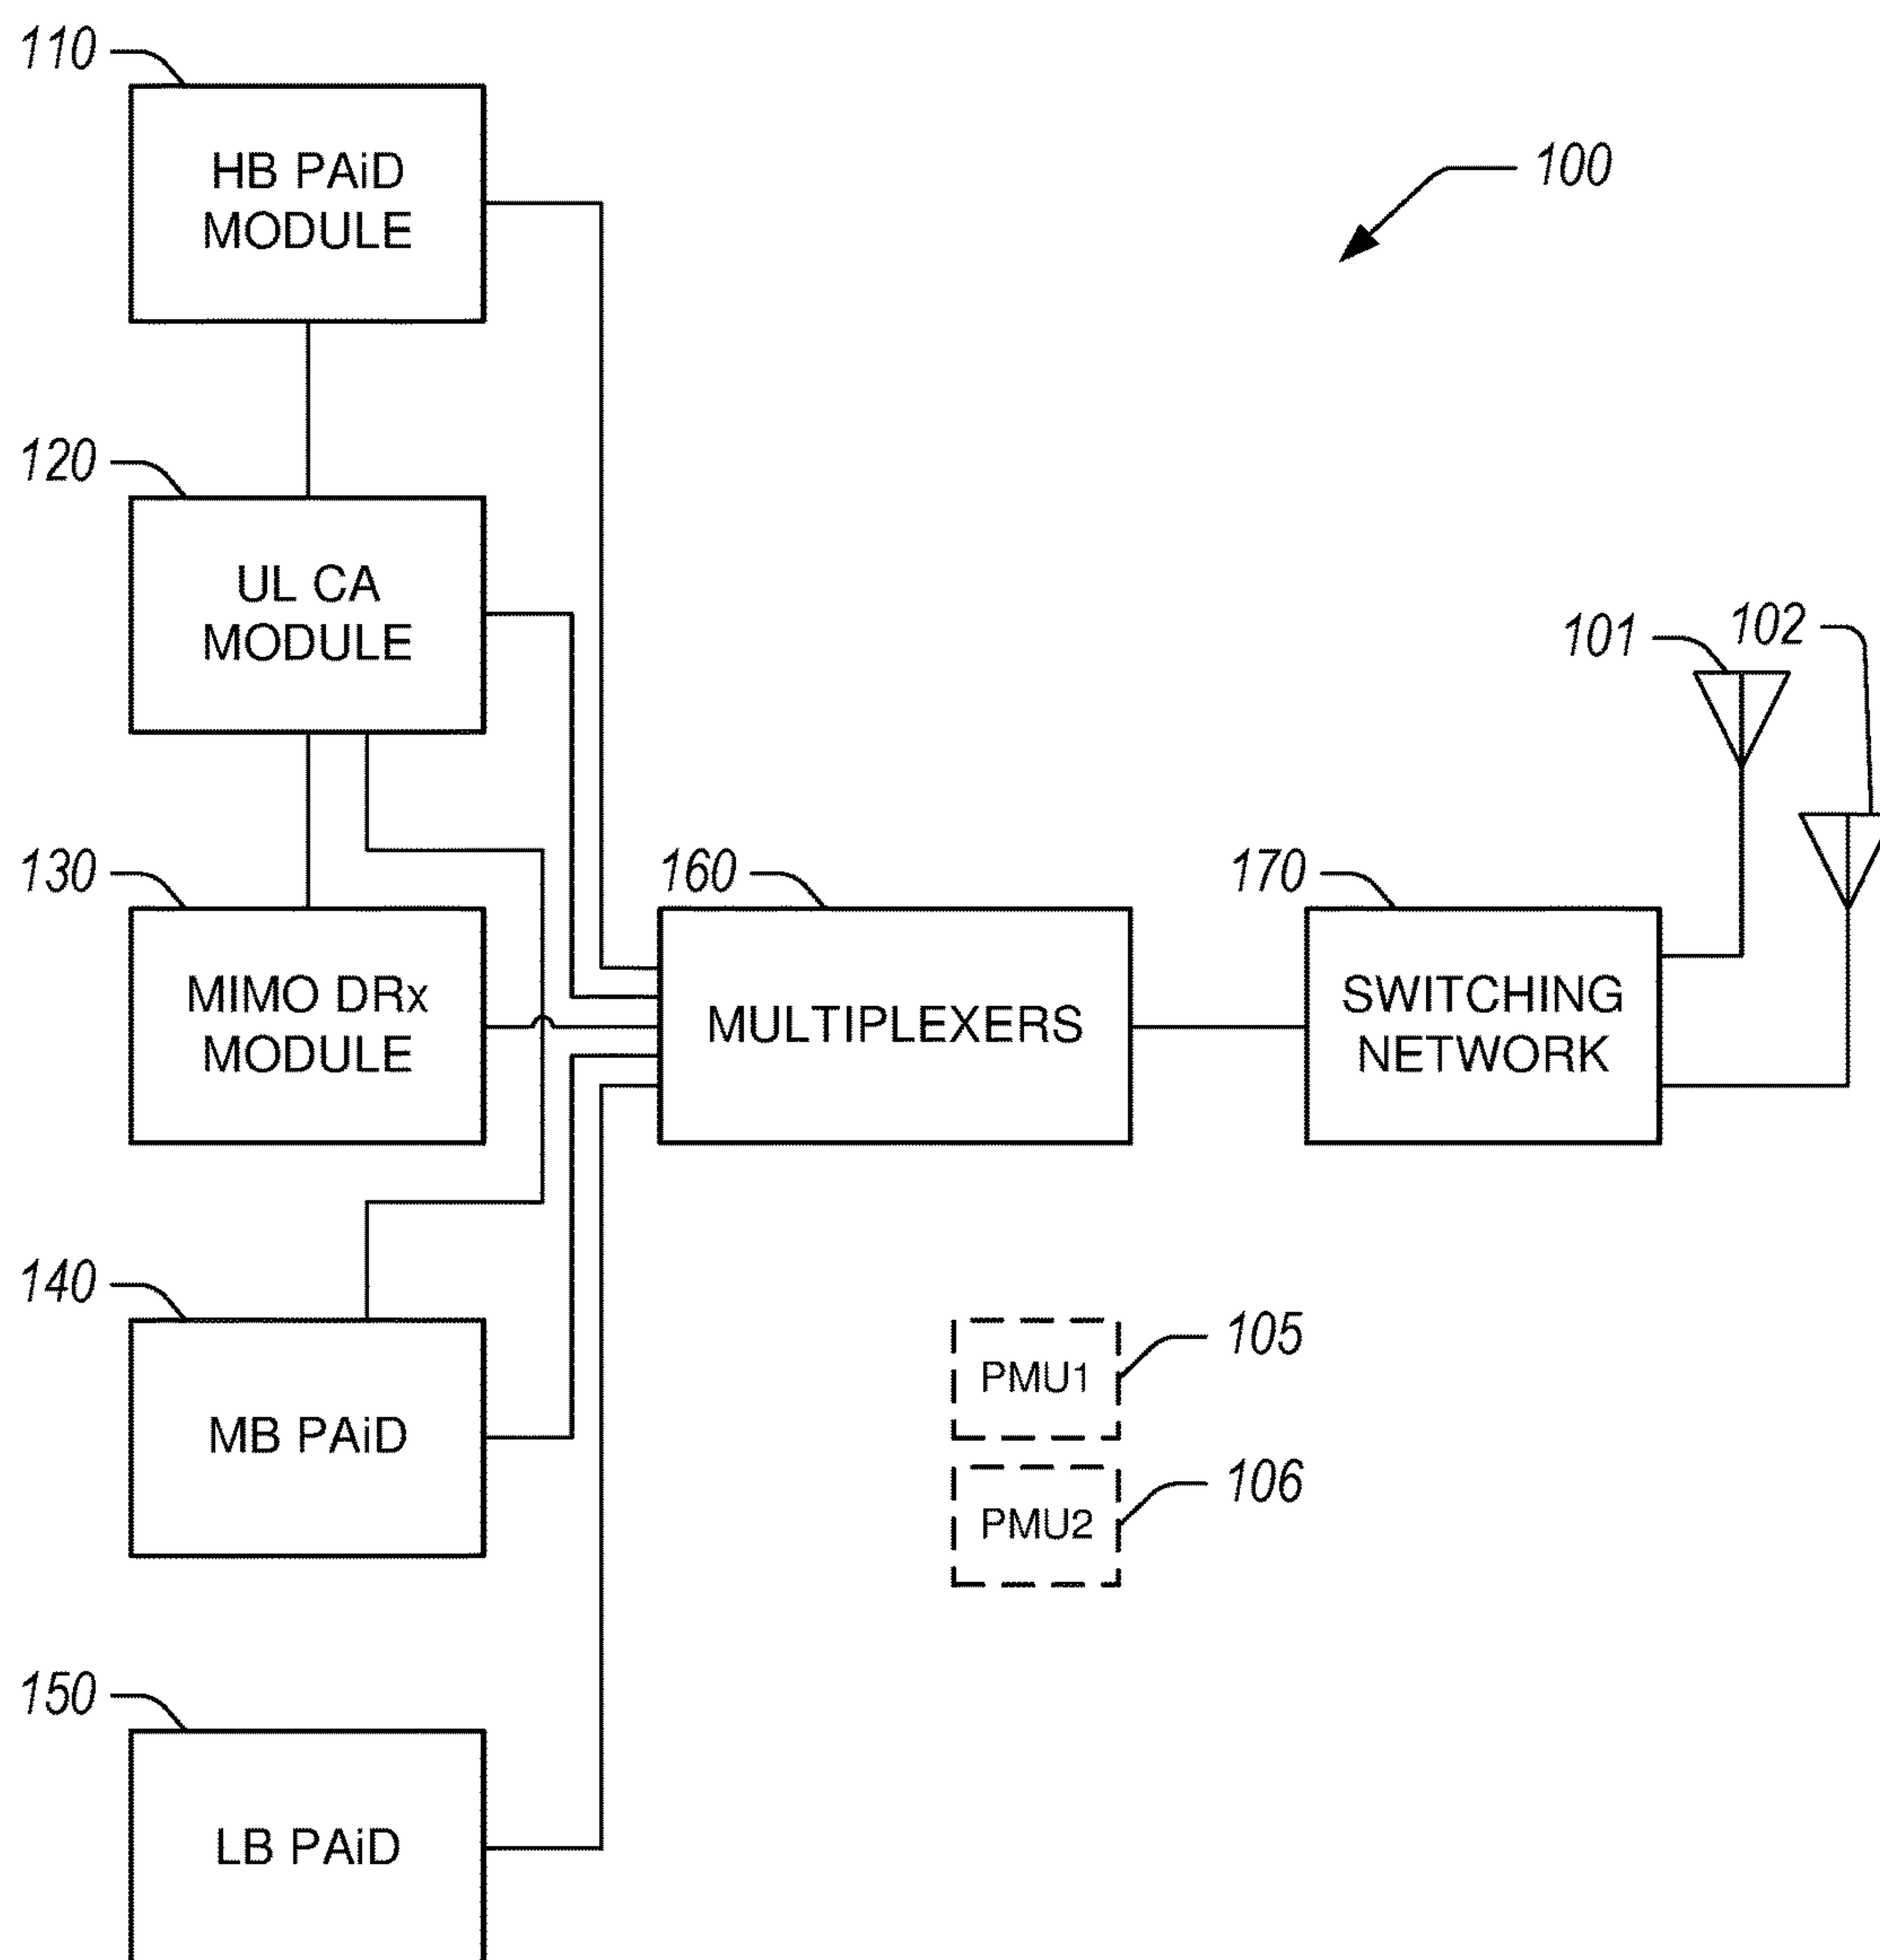 110
HB PAiD
MODULE
100
120
UL CA
MODULE
101
102
130
MIMO DRx
MODULE
160
MULTIPLEXERS
170
SWITCHING
NETWORK
140
MB PAiD
PMU1
105
PMU2
106
150
LB PAiD